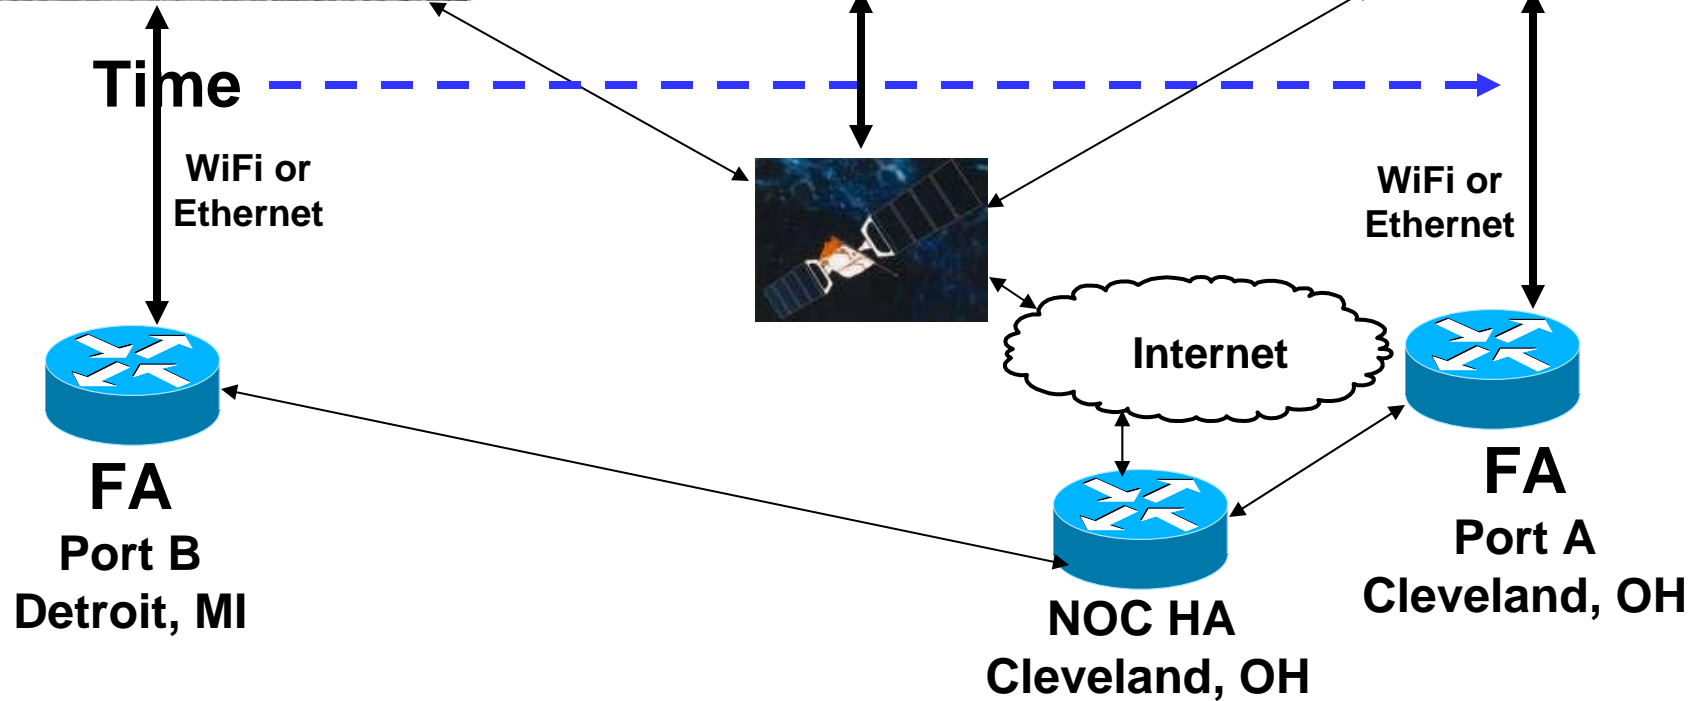 Time
WiFi or
Ethernet
WiFi or
Ethernet
Internet
FA
Port B
Detroit, MI
NOC HA
Cleveland, OH
FA
Port A
Cleveland, OH